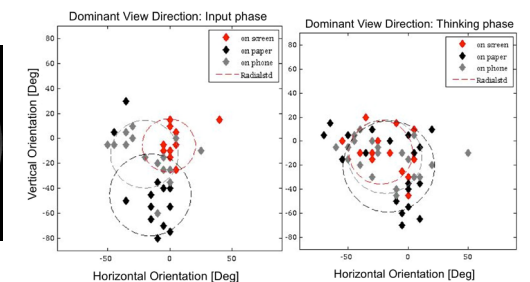 Dominant View Direction: Input phase
80
60
40
20
0
-20
-40
-60
-80
-50
0
50
on screen
on paper
on phone
Radialstd
Vertical Orientation [Deg]
Horizontal Orientation [Deg]
Dominant View Direction: Thinking phase
80
60
40
20
0
-20
-40
-60
-80
-50
0
50
on screen
on paper
on phone
Radialstd
Horizontal Orientation [Deg]